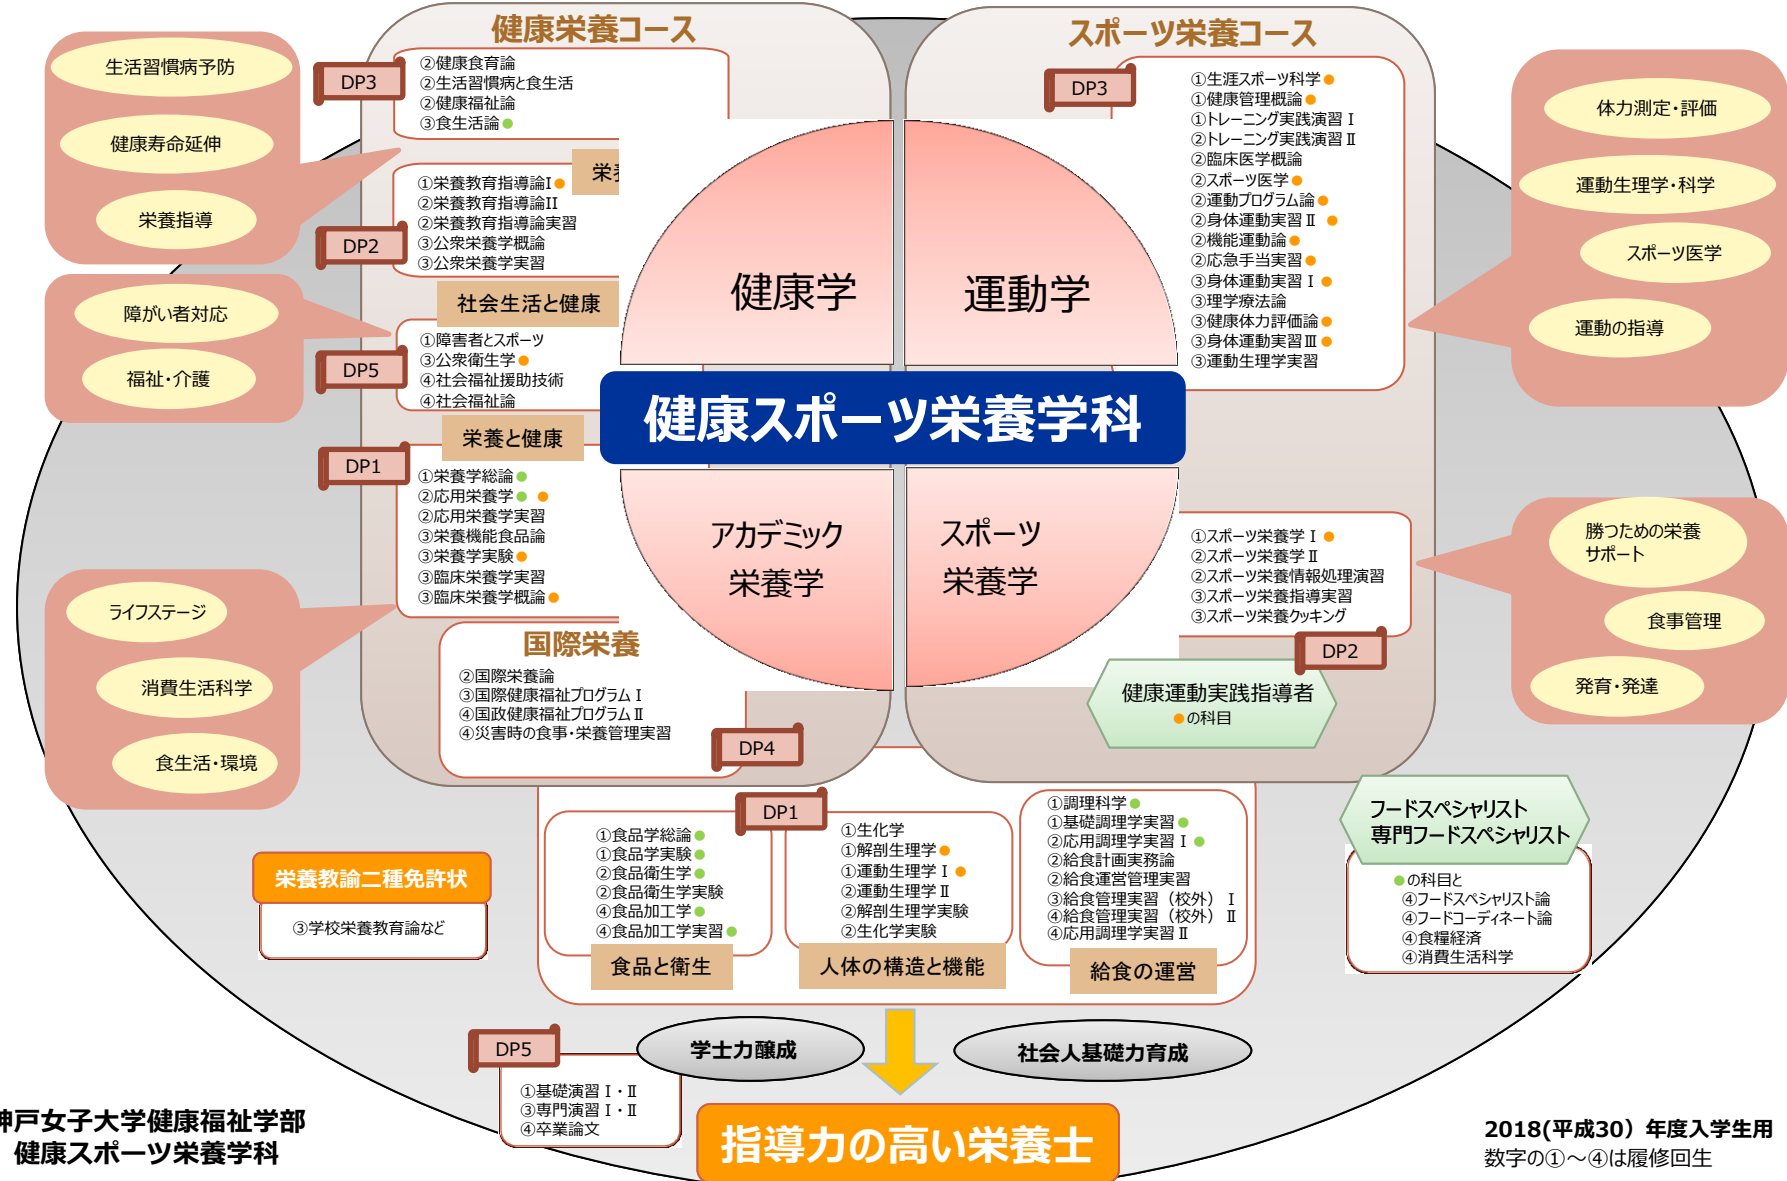 健康栄養コース
生活習慣病予防
健康寿命延伸
栄養指導
DP3
②健康食育論
②生活習慣病と食生活
②健康福祉論
③食生活論●
DP2
①栄養教育指導論I●
②栄養教育指導論II
②栄養教育指導論実習
③公衆栄養学概論
③公衆栄養学実習
社会生活と健康
障がい者対応
福祉・介護
DP5
①障害者とスポーツ
③公衆衛生学●
④社会福祉援助技術
④社会福祉論
栄養と健康
DP1
①栄養学総論●
②応用栄養学● ●
②応用栄養学実習
③栄養機能食品論
③栄養学実験●
③臨床栄養学実習
③臨床栄養学概論●
ライフステージ
消費生活科学
食生活・環境
国際栄養
②国際栄養論
③国際健康福祉プログラムⅠ
④国政健康福祉プログラムⅡ
④災害時の食事・栄養管理実習
DP4
健康学
運動学
健康スポーツ栄養学科
アカデミック
栄養学
スポーツ
栄養学
スポーツ栄養コース
DP3
①生涯スポーツ科学●
①健康管理概論●
①トレーニング実践演習Ⅰ
②トレーニング実践演習Ⅱ
②臨床医学概論
②スポーツ医学●
②運動プログラム論●
②身体運動実習Ⅱ ●
②機能運動論●
②応急手当実習●
③身体運動実習Ⅰ ●
③理学療法論
③健康体力評価論●
③身体運動実習Ⅲ●
③運動生理学実習
体力測定・評価
運動生理学・科学
スポーツ医学
運動の指導
①スポーツ栄養学Ⅰ ●
②スポーツ栄養学Ⅱ
②スポーツ栄養情報処理演習
③スポーツ栄養指導実習
③スポーツ栄養クッキング
DP2
勝つための栄養
サポート
食事管理
発育・発達
健康運動実践指導者
●の科目
DP1
①食品学総論●
①食品学実験●
②食品衛生学●
②食品衛生学実験
④食品加工学●
④食品加工学実習●
食品と衛生
①生化学
①解剖生理学●
①運動生理学Ⅰ ●
②運動生理学Ⅱ
②解剖生理学実験
②生化学実験
人体の構造と機能
①調理科学●
①基礎調理学実習●
②応用調理学実習Ⅰ ●
②給食計画実務論
②給食運営管理実習
③給食管理実習（校外）Ⅰ
④給食管理実習（校外）Ⅱ
④応用調理学実習Ⅱ
給食の運営
フードスペシャリスト
専門フードスペシャリスト
●の科目と
④フードスペシャリスト論
④フードコーディネート論
④食糧経済
④消費生活科学
栄養教諭二種免許状
③学校栄養教育論など
DP5
①基礎演習Ⅰ・Ⅱ
③専門演習Ⅰ・Ⅱ
④卒業論文
学士力醸成
社会人基礎力育成
指導力の高い栄養士
神戸女子大学健康福祉学部
健康スポーツ栄養学科
2018(平成30）年度入学生用
数字の①～④は履修回生